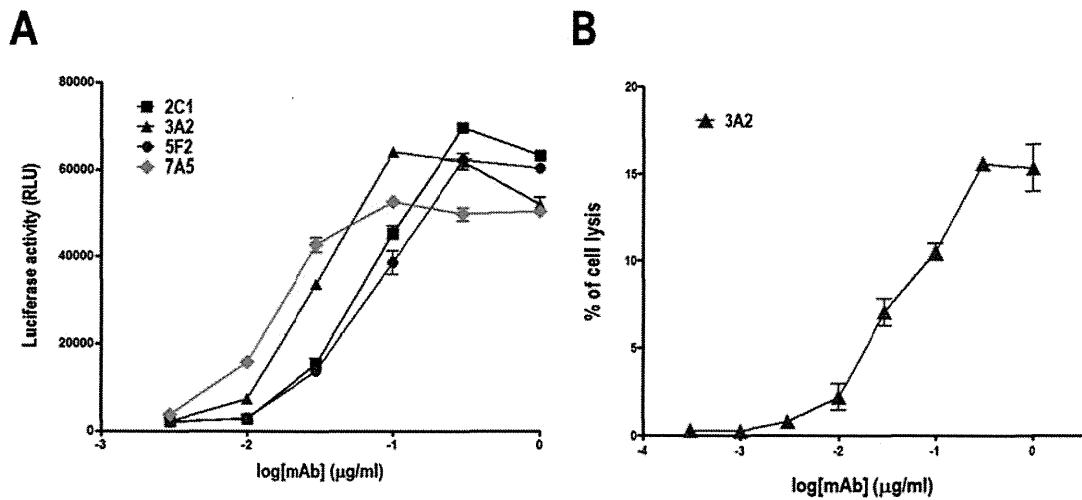 A
80000
60000
40000
20000
0
Luciferase activity (RLU)
2C1
3A2
5F2
7A5
-3
-2
-1
0
log[mAb] (μg/ml)
B
20
15
10
5
0
% of cell lysis
3A2
-4
-3
-2
-1
0
log[mAb] (μg/ml)